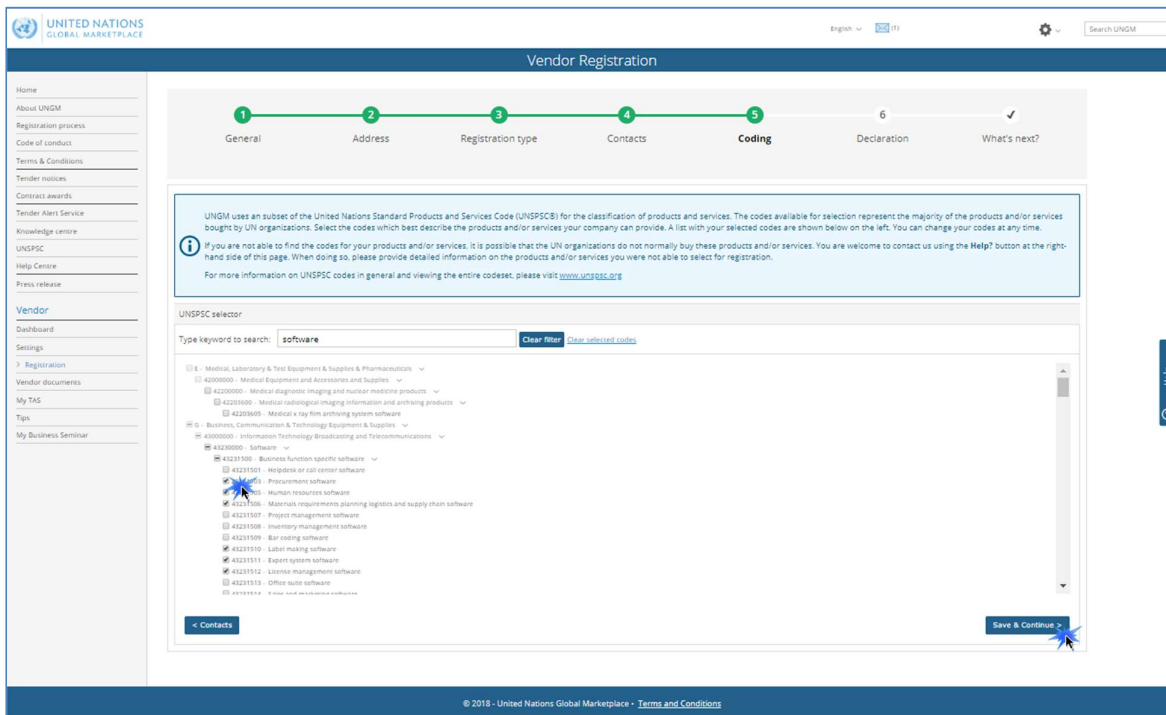 UNITED NATIONS
GLOBAL MARKETPLACE
English
(1)
Search UNGM
Vendor Registration
Home
About UNGM
Registration process
Code of conduct
Terms & Conditions
Tender notices
Contract awards
Tender Alert Service
Knowledge centre
UNSPSC
Help Centre
Press release
Vendor
Dashboard
Settings
> Registration
Vendor documents
My TAS
Tips
My Business Seminar
1 2 3 4 5 6 ✓
General Address Registration type Contacts Coding Declaration What's next?
UNGM uses an subset of the United Nations Standard Products and Services Code (UNSPSC®) for the classification of products and services. The codes available for selection represent the majority of the products and/or services
bought by UN organizations. Select the codes which best describe the products and/or services your company can provide. A list with your selected codes are shown below on the left. You can change your codes at any time.
If you are not able to find the codes for your products and/or services, it is possible that the UN organizations do not normally buy these products and/or services. You are welcome to contact us using the Help? button at the right-
hand side of this page. When doing so, please provide detailed information on the products and/or services you were not able to select for registration.
For more information on UNSPSC codes in general and viewing the entire codeset, please visit www.unspsc.org
UNSPSC selector
Type keyword to search: software Clear filter Clear selected codes
E - Medical, Laboratory & Test Equipment & Supplies & Pharmaceuticals
42000000 - Medical Equipment and Accessories and Supplies
42200000 - Medical diagnostic imaging and nuclear medicine products
42203600 - Medical radiological imaging information and archiving products
42203605 - Medical x ray film archiving system software
G - Business, Communication & Technology Equipment & Supplies
43000000 - Information Technology Broadcasting and Telecommunications
43230000 - Software
43231500 - Business function specific software
43231501 - Helpdesk or call center software
- Procurement software
- Human resources software
43231506 - Materials requirements planning logistics and supply chain software
43231507 - Project management software
43231508 - Inventory management software
43231509 - Bar coding software
43231510 - Label making software
43231511 - Expert system software
43231512 - License management software
43231513 - Office suite software
43231514 - Sales and marketing software
< Contacts
Save & Continue >
© 2018 - United Nations Global Marketplace • Terms and Conditions